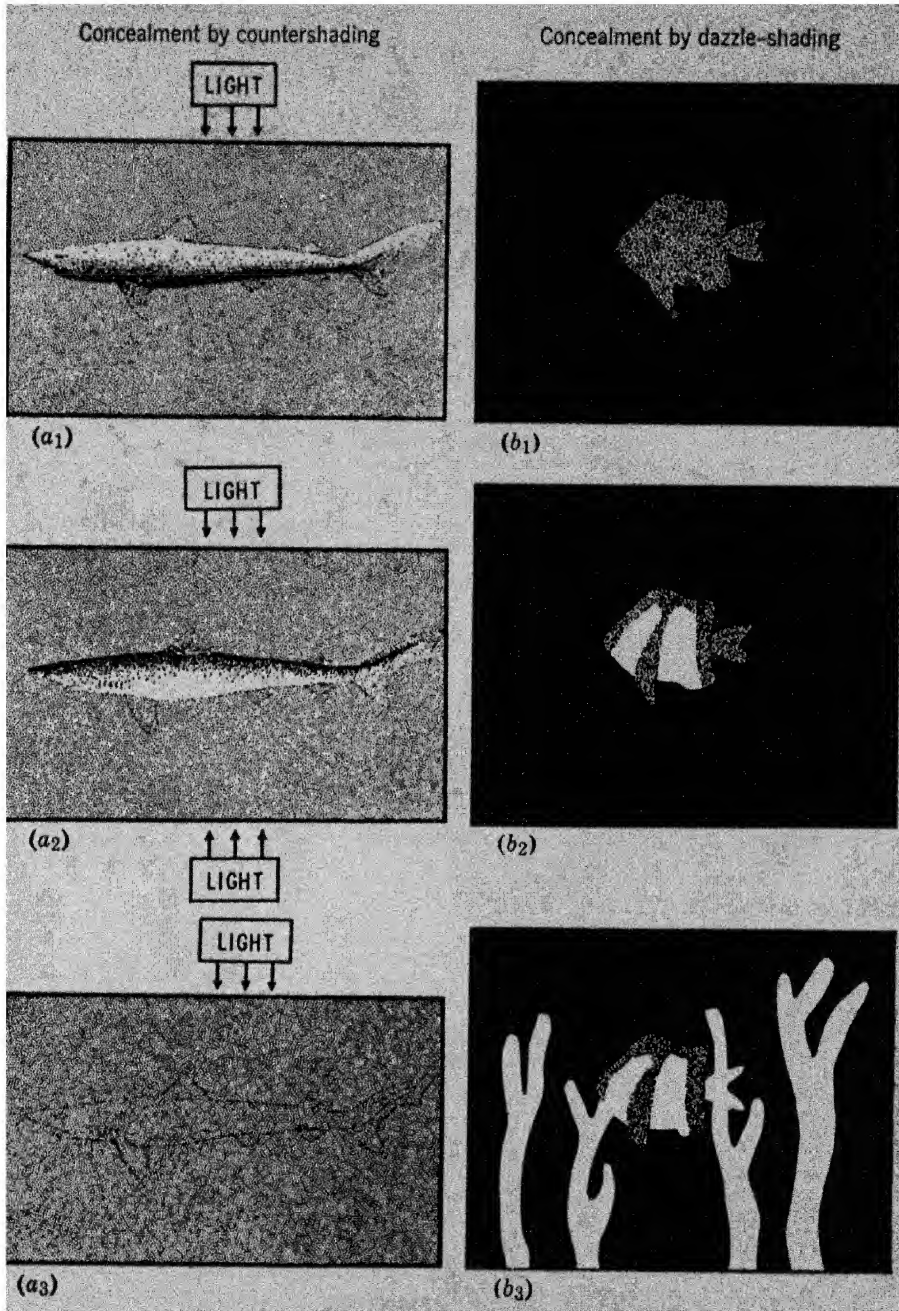 Concealment by countershading
Concealment by dazzle-shading
LIGHT
(a₁)
(b₁)
LIGHT
(a₂)
(b₂)
LIGHT
LIGHT
(a₃)
(b₃)